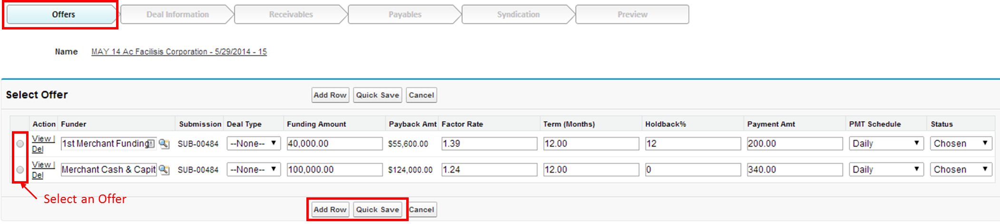 Offers Deal Information Receivables Payables Syndication Preview
Name MAY 14 Ac Facilisis Corporation - 5/29/2014 - 15
Select Offer Add Row Quick Save Cancel
Action Funder Submission Deal Type Funding Amount Payback Amt Factor Rate Term (Months) Holdback% Payment Amt PMT Schedule Status
View | Del 1st Merchant Funding SUB-00484 --None-- 40,000.00 $55,600.00 1.39 12.00 12 200.00 Daily Chosen
View | Del Merchant Cash & Capit SUB-00484 --None-- 100,000.00 $124,000.00 1.24 12.00 0 340.00 Daily Chosen
Select an Offer
Add Row Quick Save Cancel